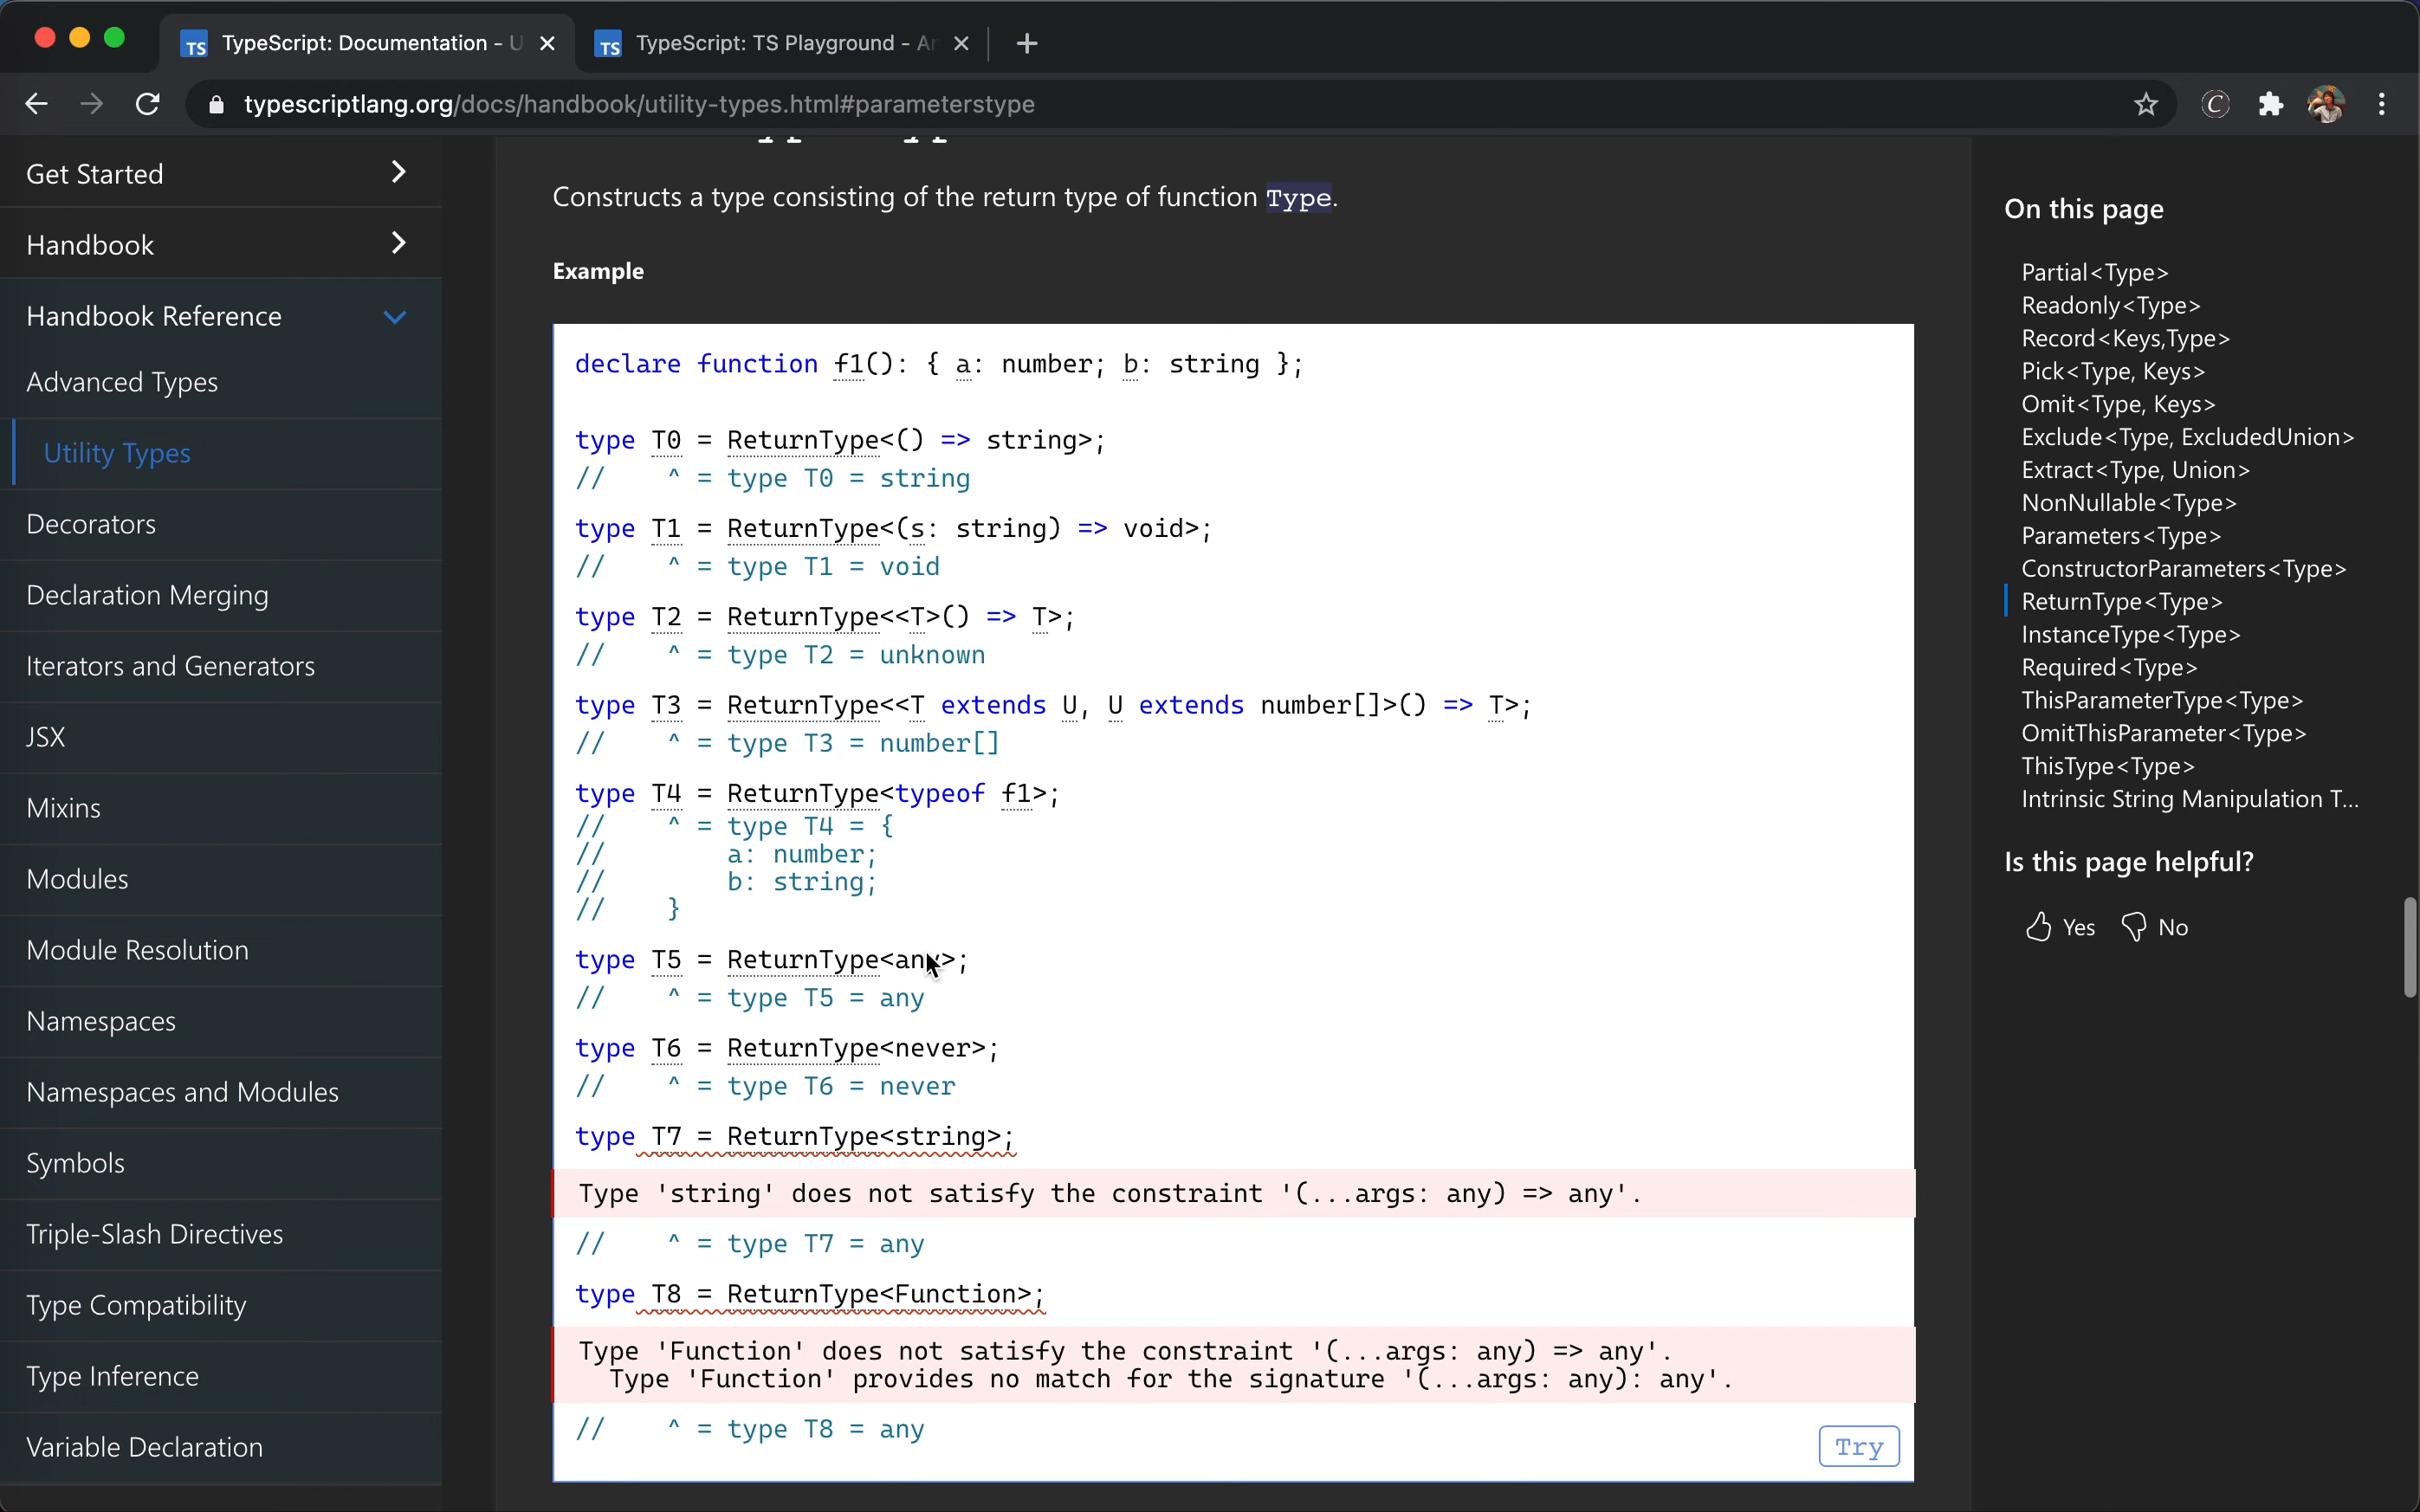 TypeScript: Documentation - U
TypeScript: TS Playground - Ar
typescriptlang.org/docs/handbook/utility-types.html#parameterstype
Get Started
Handbook
Handbook Reference
Advanced Types
Utility Types
Decorators
Declaration Merging
Iterators and Generators
JSX
Mixins
Modules
Module Resolution
Namespaces
Namespaces and Modules
Symbols
Triple-Slash Directives
Type Compatibility
Type Inference
Variable Declaration
Constructs a type consisting of the return type of function Type.
Example
declare function f1(): { a: number; b: string };
type T0 = ReturnType<() => string>;
//    ^ = type T0 = string
type T1 = ReturnType<(s: string) => void>;
//    ^ = type T1 = void
type T2 = ReturnType<<T>() => T>;
//    ^ = type T2 = unknown
type T3 = ReturnType<<T extends U, U extends number[]>() => T>;
//    ^ = type T3 = number[]
type T4 = ReturnType<typeof f1>;
//    ^ = type T4 = {
//        a: number;
//        b: string;
//    }
type T5 = ReturnType<any>;
//    ^ = type T5 = any
type T6 = ReturnType<never>;
//    ^ = type T6 = never
type T7 = ReturnType<string>;
Type 'string' does not satisfy the constraint '(...args: any) => any'.
//    ^ = type T7 = any
type T8 = ReturnType<Function>;
Type 'Function' does not satisfy the constraint '(...args: any) => any'.
  Type 'Function' provides no match for the signature '(...args: any): any'.
//    ^ = type T8 = any
Try
On this page
Partial<Type>
Readonly<Type>
Record<Keys,Type>
Pick<Type, Keys>
Omit<Type, Keys>
Exclude<Type, ExcludedUnion>
Extract<Type, Union>
NonNullable<Type>
Parameters<Type>
ConstructorParameters<Type>
ReturnType<Type>
InstanceType<Type>
Required<Type>
ThisParameterType<Type>
OmitThisParameter<Type>
ThisType<Type>
Intrinsic String Manipulation T...
Is this page helpful?
Yes No